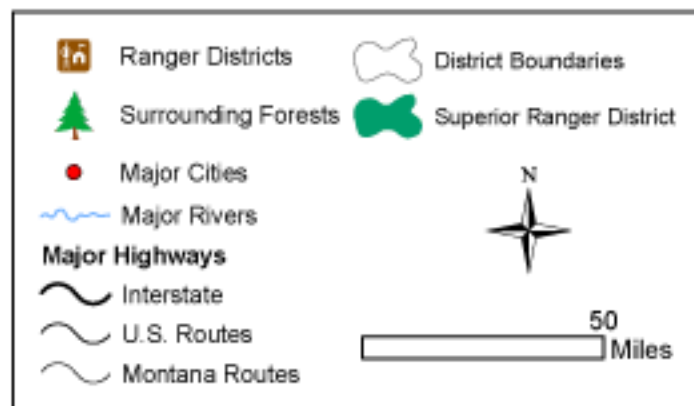 Ranger Districts
Surrounding Forests
Major Cities
Major Rivers
Major Highways
Interstate
U.S. Routes
Montana Routes
District Boundaries
Superior Ranger District
N
50
Miles